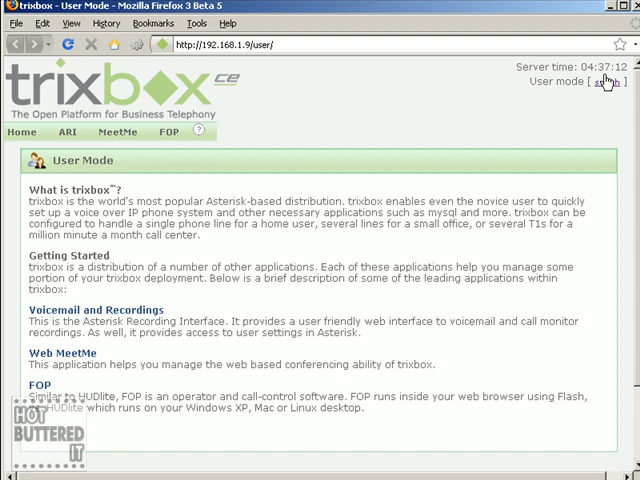 trixbox - User Mode - Mozilla Firefox 3 Beta 5
File Edit View History Bookmarks Tools Help
http://192.168.1.9/user/
trixbox ce
The Open Platform for Business Telephony
Server time: 04:37:12
User mode [ ]
Home ARI MeetMe FOP ?
User Mode
What is trixbox™?
trixbox is the world's most popular Asterisk-based distribution. trixbox enables even the novice user to quickly
set up a voice over IP phone system and other necessary applications such as mysql and more. trixbox can be
configured to handle a single phone line for a home user, several lines for a small office, or several T1s for a
million minute a month call center.
Getting Started
trixbox is a distribution of a number of other applications. Each of these applications help you manage some
portion of your trixbox deployment. Below is a brief description of some of the leading applications within
trixbox:
Voicemail and Recordings
This is the Asterisk Recording Interface. It provides a user friendly web interface to voicemail and call monitor
recordings. As well, it provides access to user settings in Asterisk.
Web MeetMe
This application helps you manage the web based conferencing ability of trixbox.
FOP
Similar to HUDlite, FOP is an operator and call-control software. FOP runs inside your web browser using Flash,
vs. HUDlite which runs on your Windows XP, Mac or Linux desktop.
HOT
BUTTERED
IT